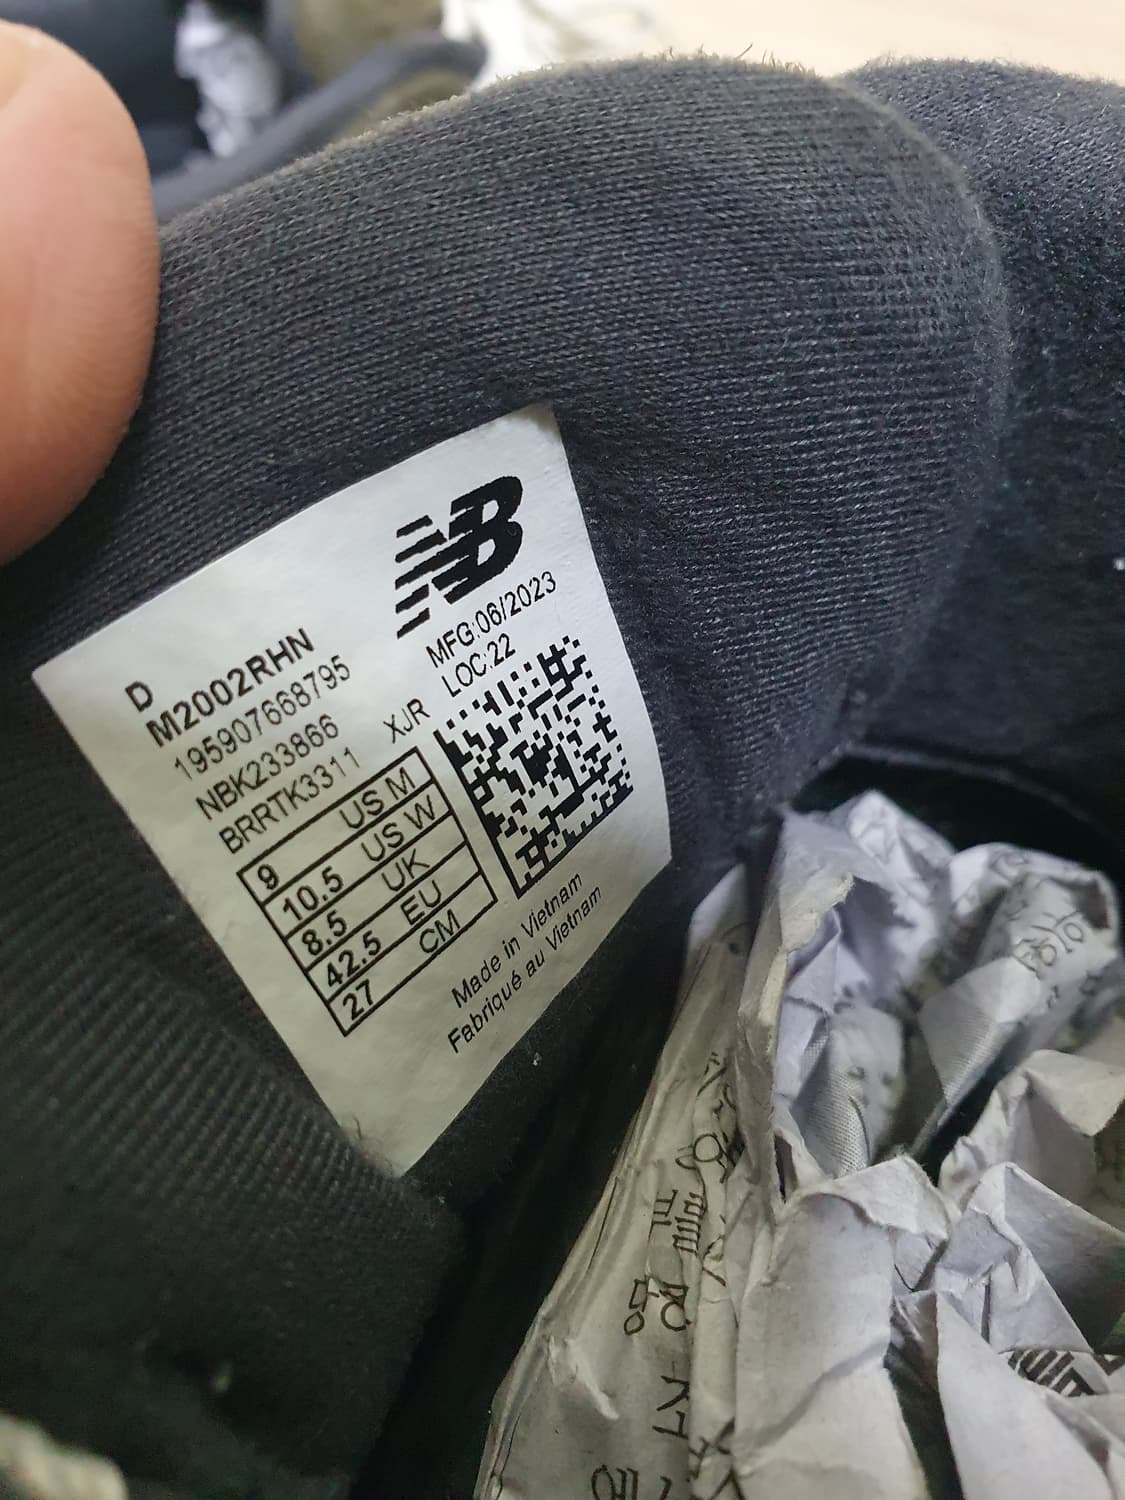 NB
MFG:06/2023
LOC:22
D
M2002RHN
195907668795
NBK233866
BRRTK3311 XJR
9 US M
10.5 US W
8.5 UK
42.5 EU
27 CM
Made in Vietnam
Fabriqué au Vietnam